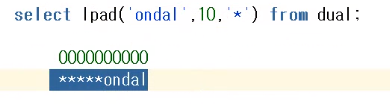 select lpad('ondal',10,'*') from dual;
0000000000
*****ondal